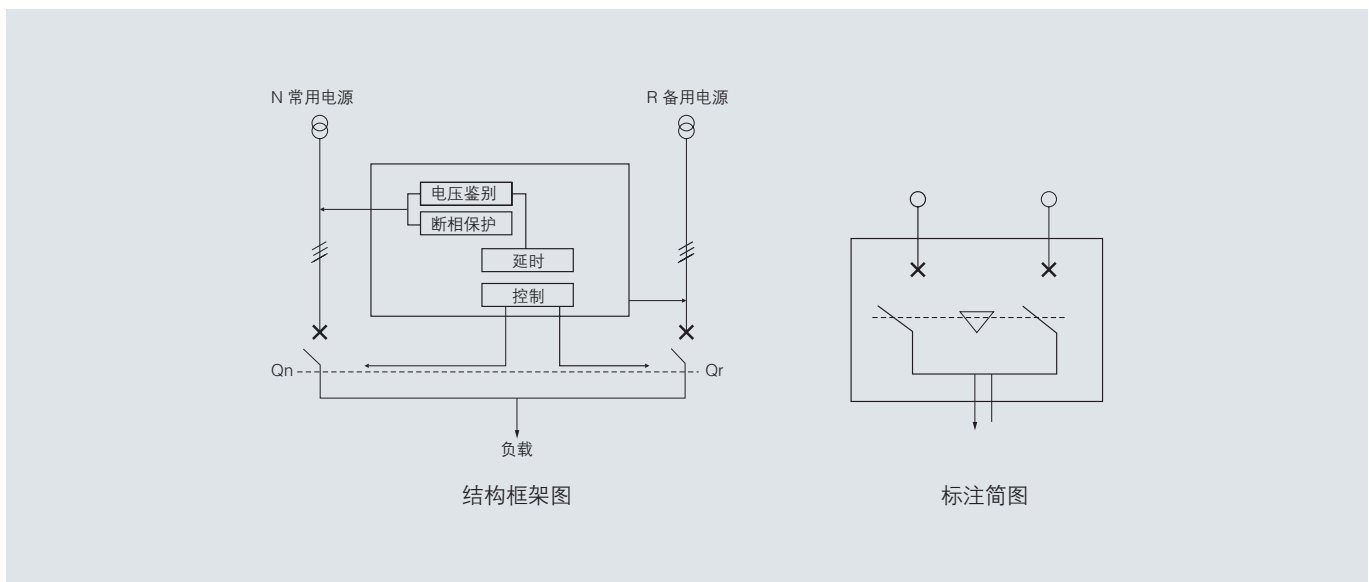 N 常用电源
R 备用电源
电压鉴别
断相保护
延时
控制
Qn
Qr
负载
结构框架图
标注简图